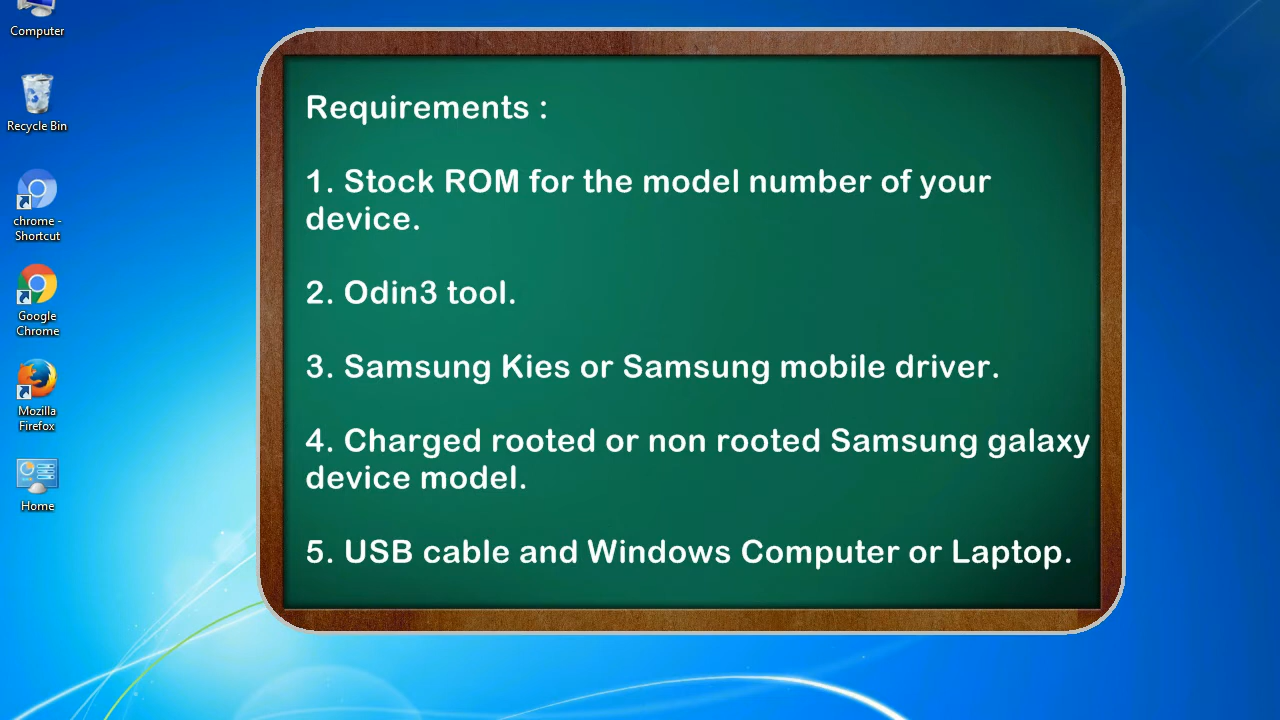 Computer
Recycle Bin
chrome -
Shortcut
Google
Chrome
Mozilla
Firefox
Home
Requirements :
1. Stock ROM for the model number of your
device.
2. Odin3 tool.
3. Samsung Kies or Samsung mobile driver.
4. Charged rooted or non rooted Samsung galaxy
device model.
5. USB cable and Windows Computer or Laptop.